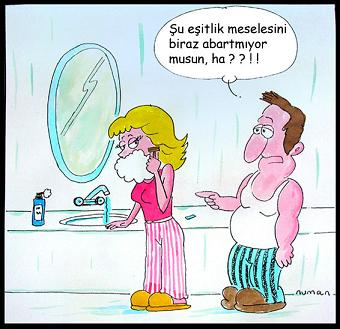 Şu eşitlik meselesini
biraz abartmıyor
musun, ha ? ? ! !
numan